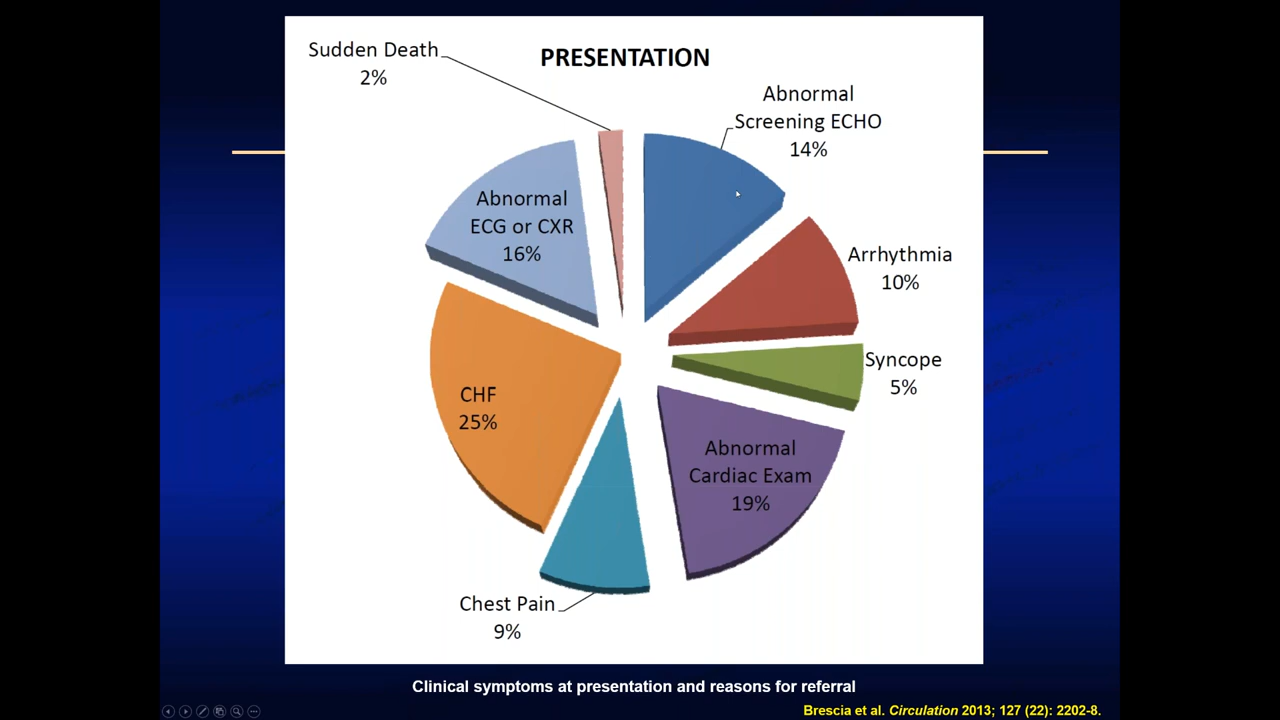 PRESENTATION
Sudden Death
2%
Abnormal
Screening ECHO
14%
Arrhythmia
10%
Syncope
5%
Abnormal
Cardiac Exam
19%
Chest Pain
9%
CHF
25%
Abnormal
ECG or CXR
16%
Clinical symptoms at presentation and reasons for referral
Brescia et al. Circulation 2013; 127 (22): 2202-8.